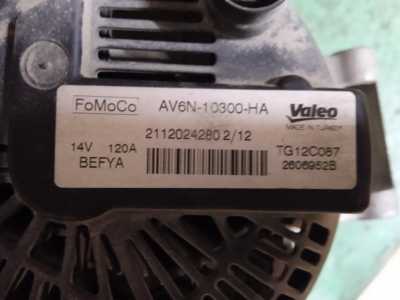 FoMoCo AV6N-10300-HA Valeo
MADE IN TURKEY
2112024280 2/12
14V 120A TG12C087
BEFYA 2606952B